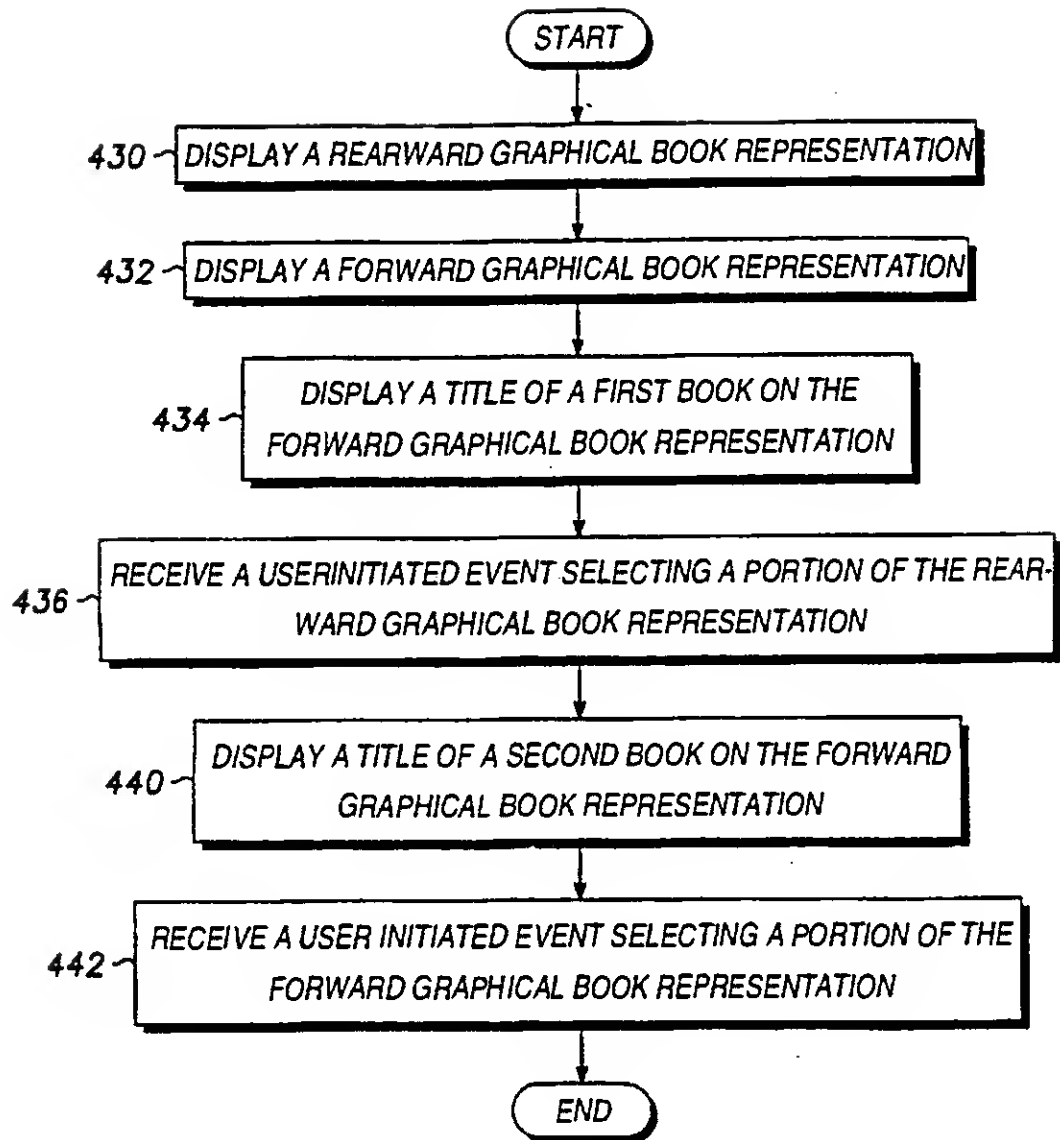 START
430 DISPLAY A REARWARD GRAPHICAL BOOK REPRESENTATION
432 DISPLAY A FORWARD GRAPHICAL BOOK REPRESENTATION
434 DISPLAY A TITLE OF A FIRST BOOK ON THE
FORWARD GRAPHICAL BOOK REPRESENTATION
436 RECEIVE A USERINITIATED EVENT SELECTING A PORTION OF THE REAR-
WARD GRAPHICAL BOOK REPRESENTATION
440 DISPLAY A TITLE OF A SECOND BOOK ON THE FORWARD
GRAPHICAL BOOK REPRESENTATION
442 RECEIVE A USER INITIATED EVENT SELECTING A PORTION OF THE
FORWARD GRAPHICAL BOOK REPRESENTATION
END